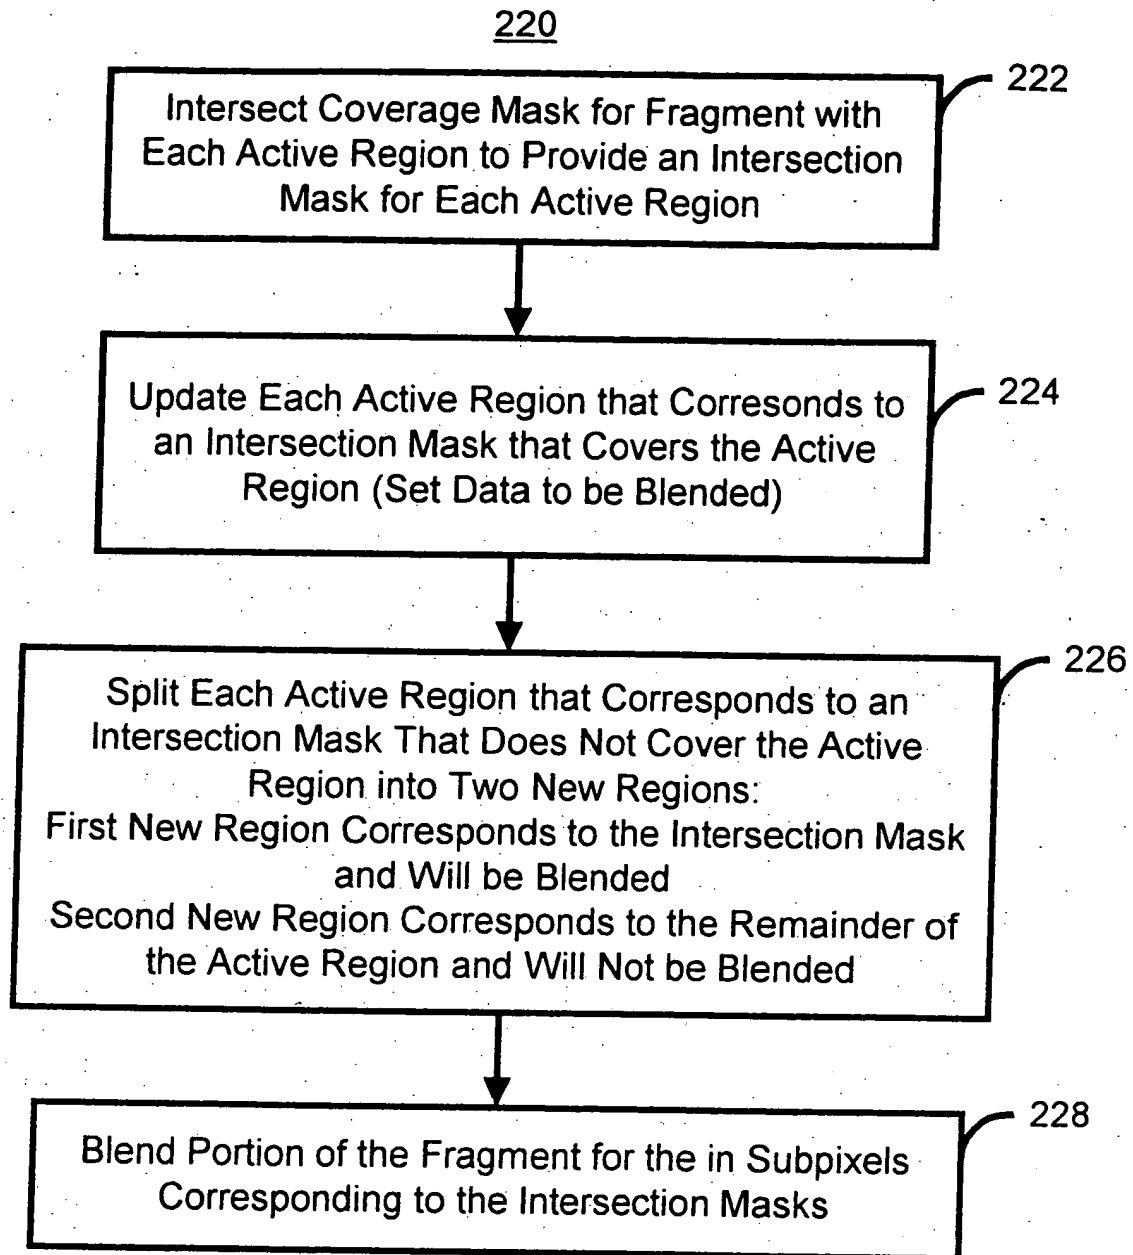 220
222
Intersect Coverage Mask for Fragment with
Each Active Region to Provide an Intersection
Mask for Each Active Region
224
Update Each Active Region that Corresonds to
an Intersection Mask that Covers the Active
Region (Set Data to be Blended)
226
Split Each Active Region that Corresponds to an
Intersection Mask That Does Not Cover the Active
Region into Two New Regions:
First New Region Corresponds to the Intersection Mask
and Will be Blended
Second New Region Corresponds to the Remainder of
the Active Region and Will Not be Blended
228
Blend Portion of the Fragment for the in Subpixels
Corresponding to the Intersection Masks